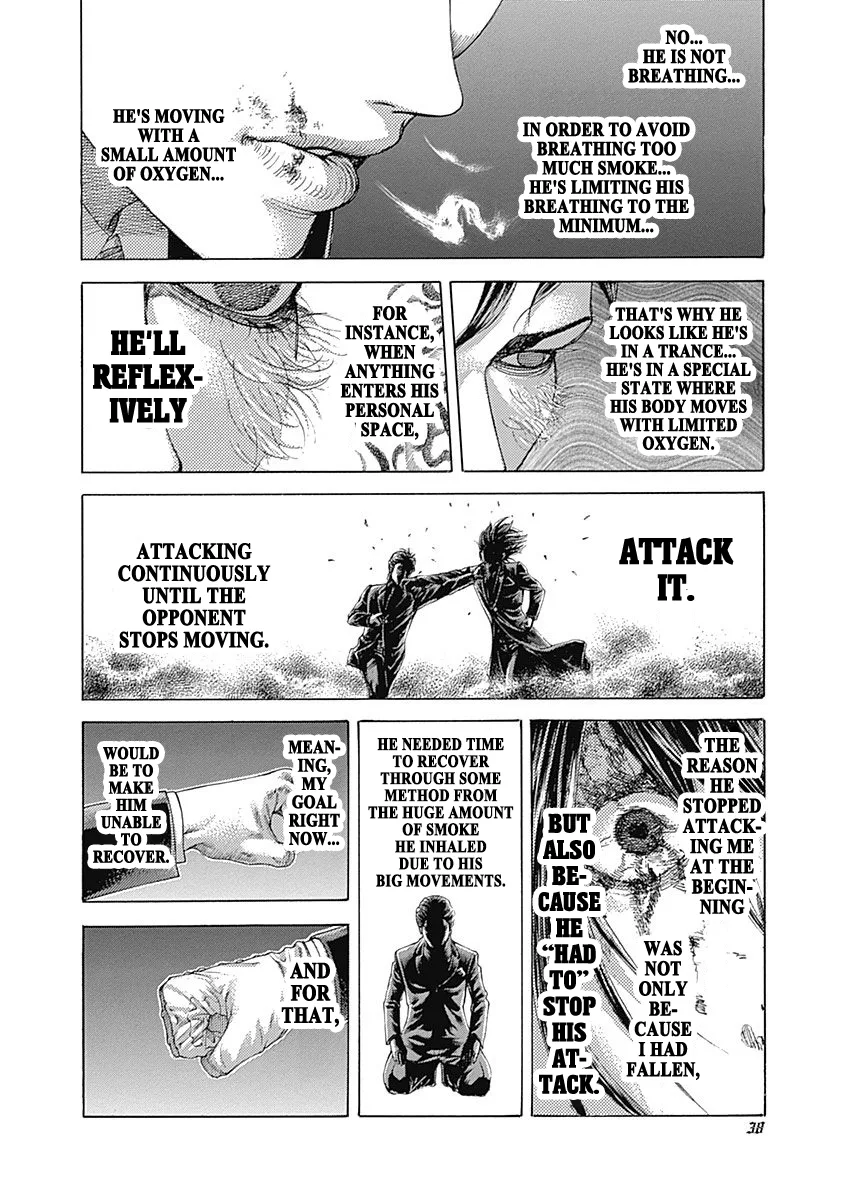 NO...
HE IS NOT
BREATHING...
IN ORDER TO AVOID
BREATHING TOO
MUCH SMOKE...
HE'S LIMITING HIS
BREATHING TO THE
MINIMUM...
HE'S MOVING
WITH A
SMALL AMOUNT
OF OXYGEN...
THAT'S WHY HE
LOOKS LIKE HE'S
IN A TRANCE...
HE'S IN A SPECIAL
STATE WHERE
HIS BODY MOVES
WITH LIMITED
OXYGEN.
FOR
INSTANCE,
WHEN
ANYTHING
ENTERS HIS
PERSONAL
SPACE,
HE'LL
REFLEX-
IVELY
ATTACK
IT.
ATTACKING
CONTINUOUSLY
UNTIL THE
OPPONENT
STOPS MOVING.
THE
REASON
HE
STOPPED
ATTACK-
ING ME
AT THE
BEGIN-
NING
WAS
NOT
ONLY
BE-
CAUSE
I HAD
FALLEN,
BUT
ALSO
BE-
CAUSE
HE
"HAD
TO"
STOP
HIS
AT-
TACK.
HE NEEDED TIME
TO RECOVER
THROUGH SOME
METHOD FROM
THE HUGE AMOUNT
OF SMOKE
HE INHALED
DUE TO HIS
BIG MOVEMENTS.
MEAN-
ING,
MY
GOAL
RIGHT
NOW...
WOULD
BE TO
MAKE
HIM
UNABLE
TO
RECOVER.
AND
FOR
THAT,
38